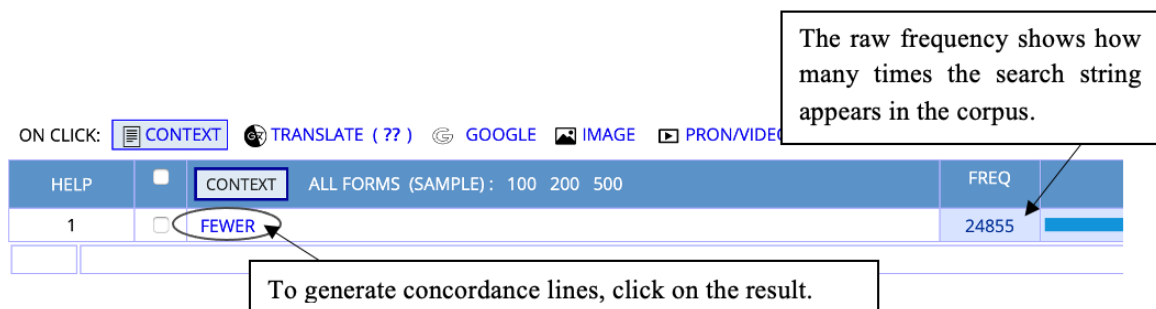 The raw frequency shows how
many times the search string
appears in the corpus.
ON CLICK: CONTEXT TRANSLATE ( ?? ) GOOGLE IMAGE PRON/VIDEO
HELP CONTEXT ALL FORMS (SAMPLE) : 100 200 500 FREQ
1 FEWER 24855
To generate concordance lines, click on the result.